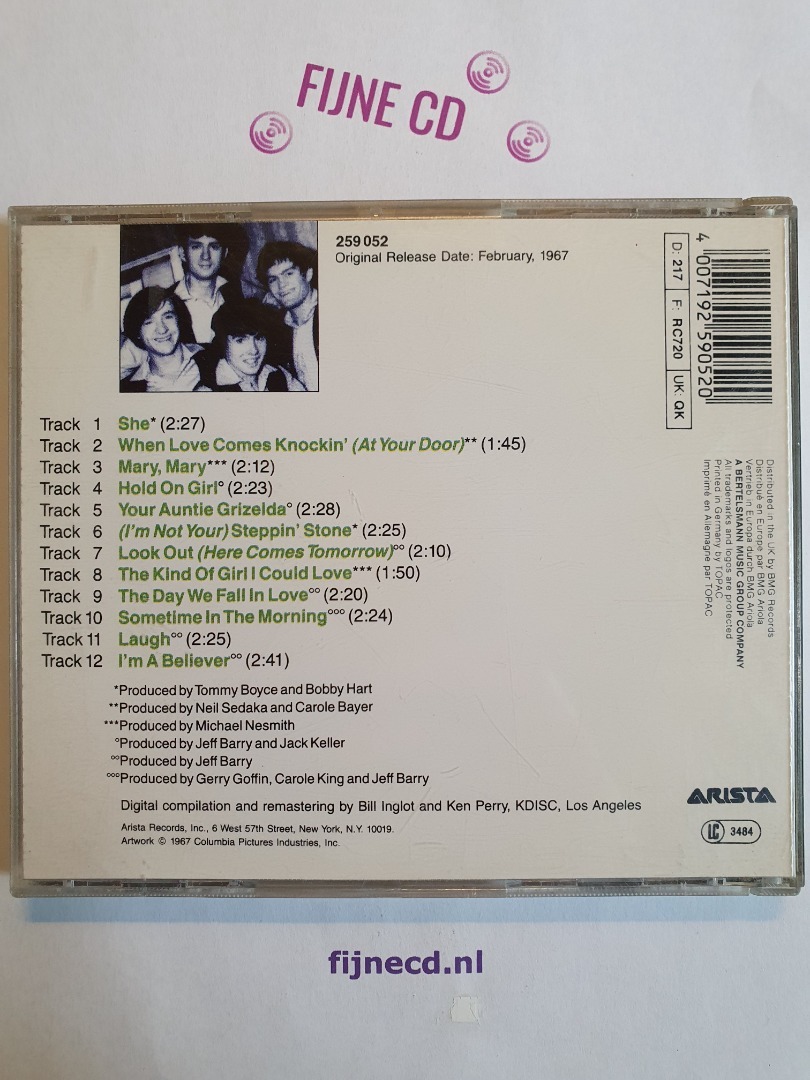 FIJNE CD
259 052
Original Release Date: February, 1967
D: 217 F: RC720 UK: QK
4 007192 590520
Track 1 She* (2:27)
Track 2 When Love Comes Knockin' (At Your Door)** (1:45)
Track 3 Mary, Mary*** (2:12)
Track 4 Hold On Girl° (2:23)
Track 5 Your Auntie Grizelda° (2:28)
Track 6 (I'm Not Your) Steppin' Stone* (2:25)
Track 7 Look Out (Here Comes Tomorrow)°° (2:10)
Track 8 The Kind Of Girl I Could Love*** (1:50)
Track 9 The Day We Fall In Love°° (2:20)
Track 10 Sometime In The Morning°°° (2:24)
Track 11 Laugh°° (2:25)
Track 12 I'm A Believer°° (2:41)
*Produced by Tommy Boyce and Bobby Hart
**Produced by Neil Sedaka and Carole Bayer
***Produced by Michael Nesmith
°Produced by Jeff Barry and Jack Keller
°°Produced by Jeff Barry
°°°Produced by Gerry Goffin, Carole King and Jeff Barry
Digital compilation and remastering by Bill Inglot and Ken Perry, KDISC, Los Angeles
Arista Records, Inc., 6 West 57th Street, New York, N.Y. 10019.
Artwork © 1967 Columbia Pictures Industries, Inc.
Distributed in the UK by BMG Records
Distribué en Europe par BMG Ariola
Vertrieb in Europa durch BMG Ariola
A BERTELSMANN MUSIC GROUP COMPANY
All trademarks and logos are protected
Printed in Germany by TOPAC
Imprimé en Allemagne par TOPAC
ARISTA
LC 3484
fijnecd.nl